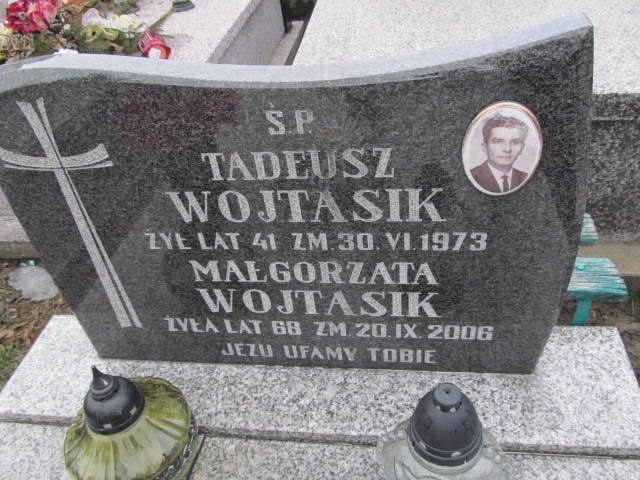 Ś.P.
TADEUSZ
WOJTASIK
ŻYŁ LAT 41 ZM. 30. VI. 1973
MAŁGORZATA
WOJTASIK
ŻYŁA LAT 68 ZM 20. IX. 2006
JEZU UFAMY TOBIE